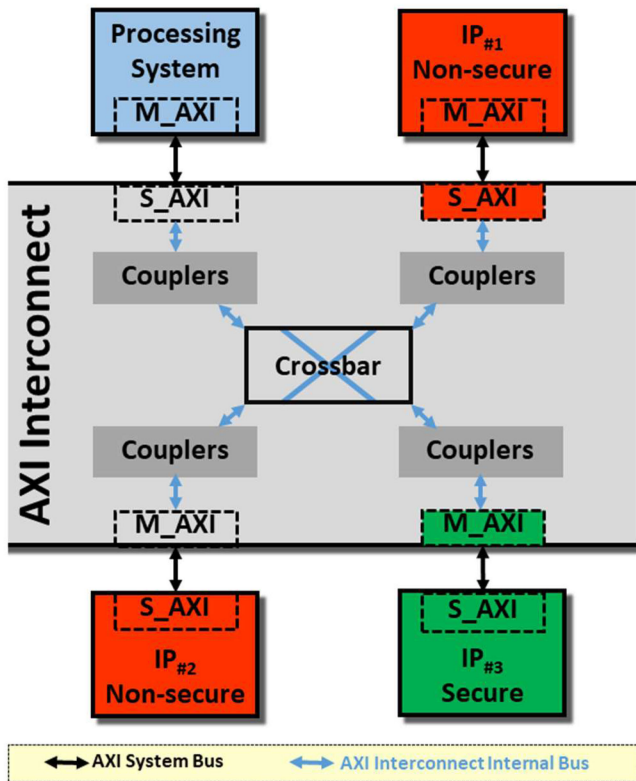 Processing
System
M_AXI
IP#1
Non-secure
M_AXI
AXI Interconnect
S_AXI
S_AXI
Couplers
Couplers
Crossbar
Couplers
Couplers
M_AXI
M_AXI
S_AXI
IP#2
Non-secure
S_AXI
IP#3
Secure
AXI System Bus
AXI Interconnect Internal Bus